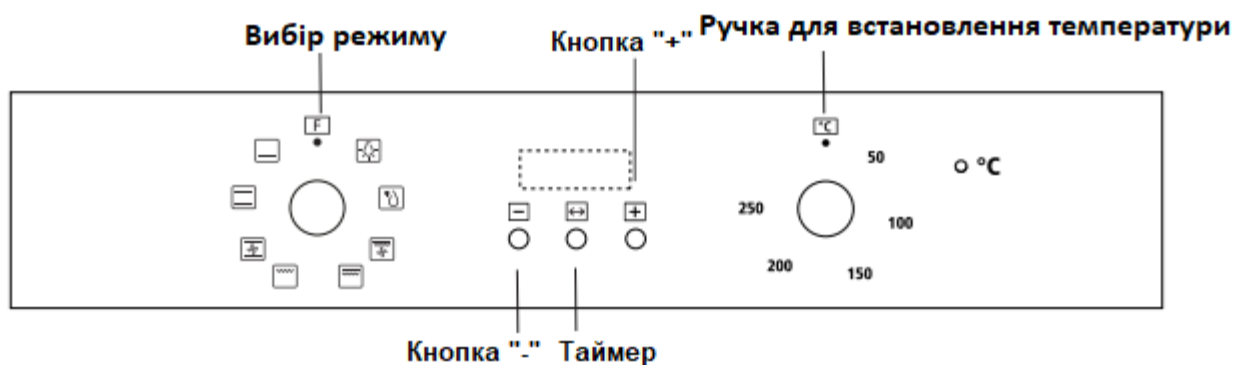 Вибір режиму
Кнопка "+"
Ручка для встановлення температури
F
°C
50
°C
250
100
200
150
Кнопка "-"
Таймер